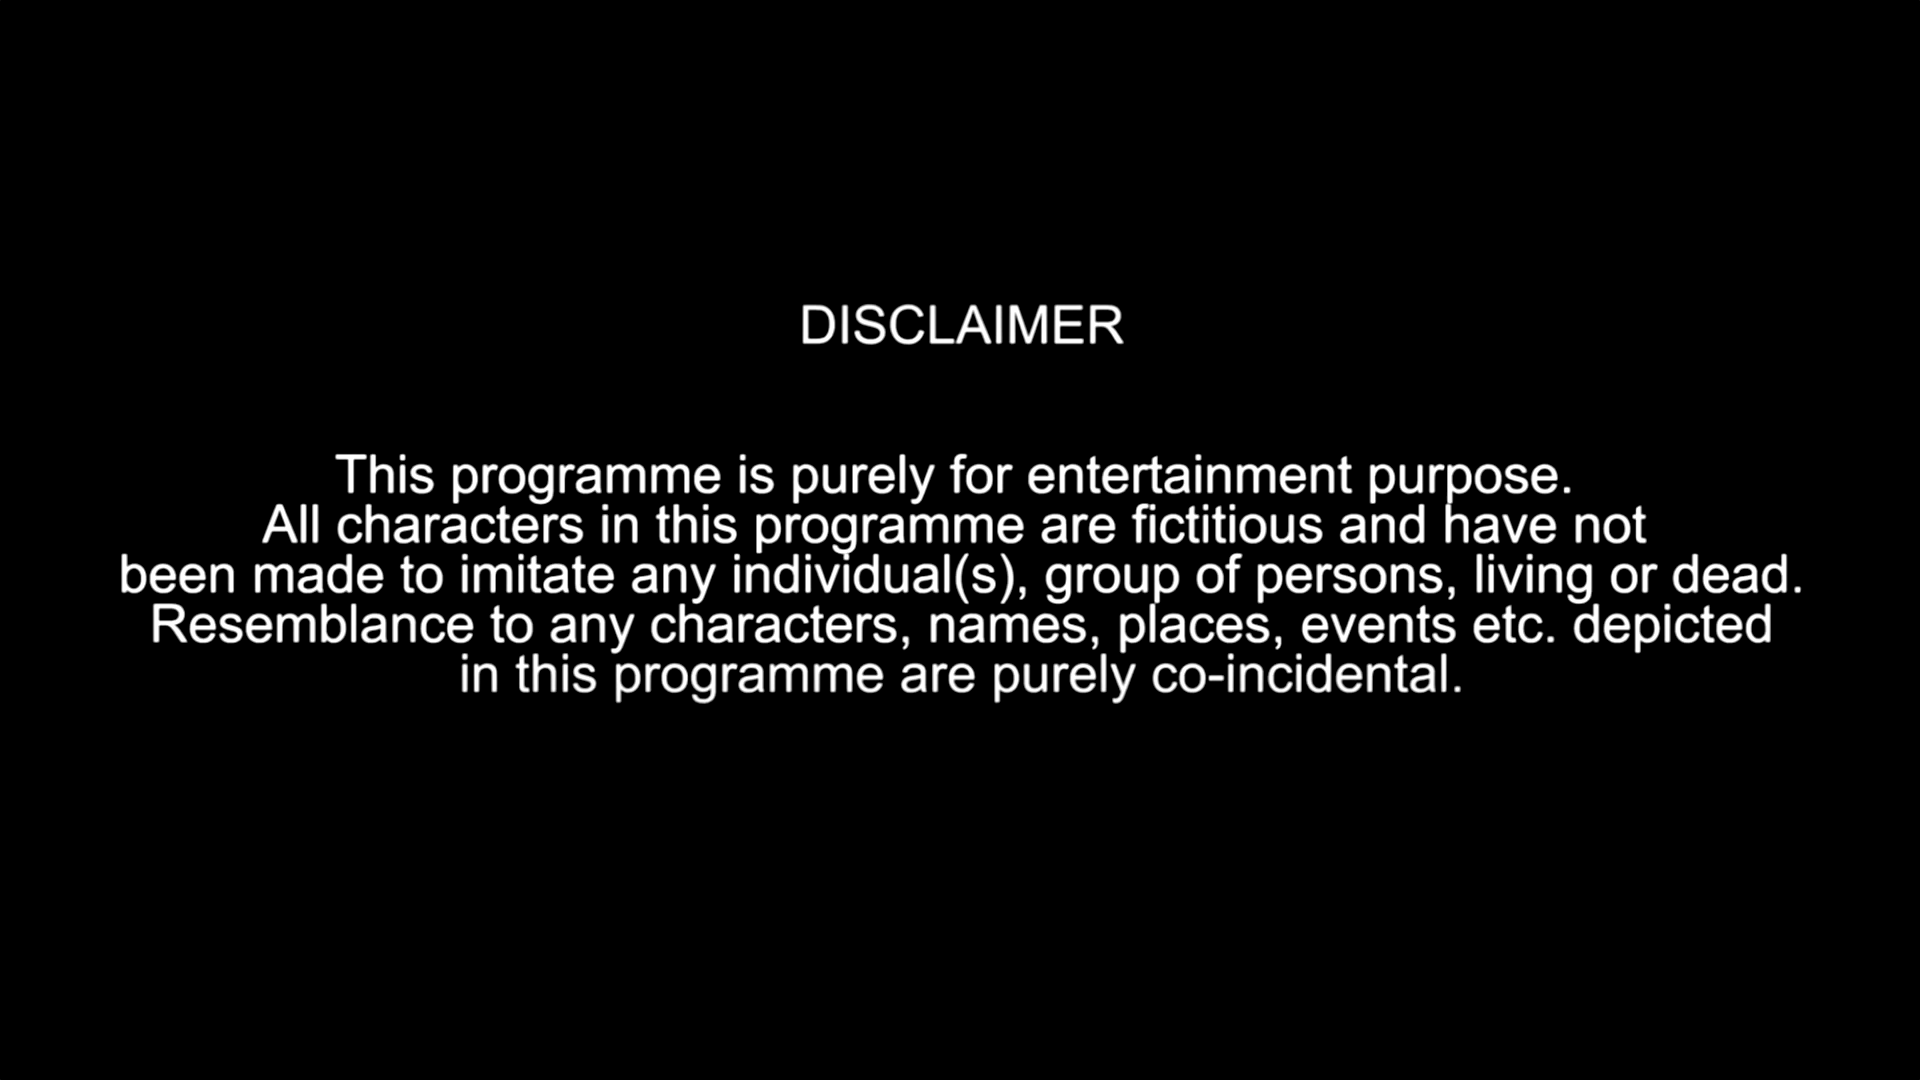 DISCLAIMER
This programme is purely for entertainment purpose.
All characters in this programme are fictitious and have not
been made to imitate any individual(s), group of persons, living or dead.
Resemblance to any characters, names, places, events etc. depicted
in this programme are purely co-incidental.